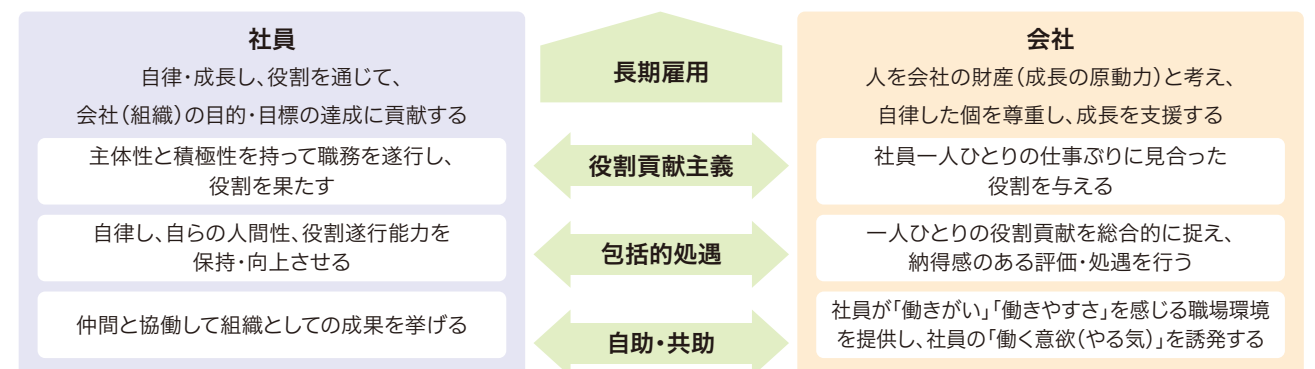 社員
自律・成長し、役割を通じて、
会社(組織)の目的・目標の達成に貢献する
主体性と積極性を持って職務を遂行し、
役割を果たす
自律し、自らの人間性、役割遂行能力を
保持・向上させる
仲間と協働して組織としての成果を挙げる
長期雇用
役割貢献主義
包括的処遇
自助・共助
会社
人を会社の財産(成長の原動力)と考え、
自律した個を尊重し、成長を支援する
社員一人ひとりの仕事ぶりに見合った
役割を与える
一人ひとりの役割貢献を総合的に捉え、
納得感のある評価・処遇を行う
社員が「働きがい」「働きやすさ」を感じる職場環境
を提供し、社員の「働く意欲(やる気)」を誘発する